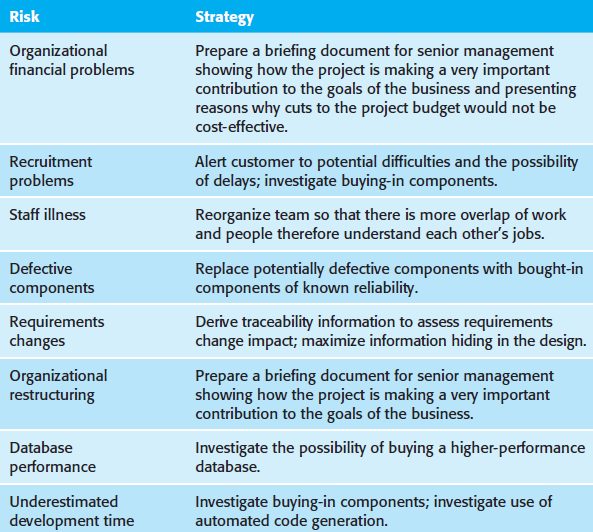 Risk Strategy
Organizational Prepare a briefing document for senior management
financial problems showing how the project is making a very important
contribution to the goals of the business and presenting
reasons why cuts to the project budget would not be
cost-effective.
Recruitment Alert customer to potential difficulties and the possibility
problems of delays; investigate buying-in components.
Staff illness Reorganize team so that there is more overlap of work
and people therefore understand each other’s jobs.
Defective Replace potentially defective components with bought-in
components components of known reliability.
Requirements Derive traceability information to assess requirements
changes change impact; maximize information hiding in the design.
Organizational Prepare a briefing document for senior management
restructuring showing how the project is making a very important
contribution to the goals of the business.
Database Investigate the possibility of buying a higher-performance
performance database.
Underestimated Investigate buying-in components; investigate use of
development time automated code generation.